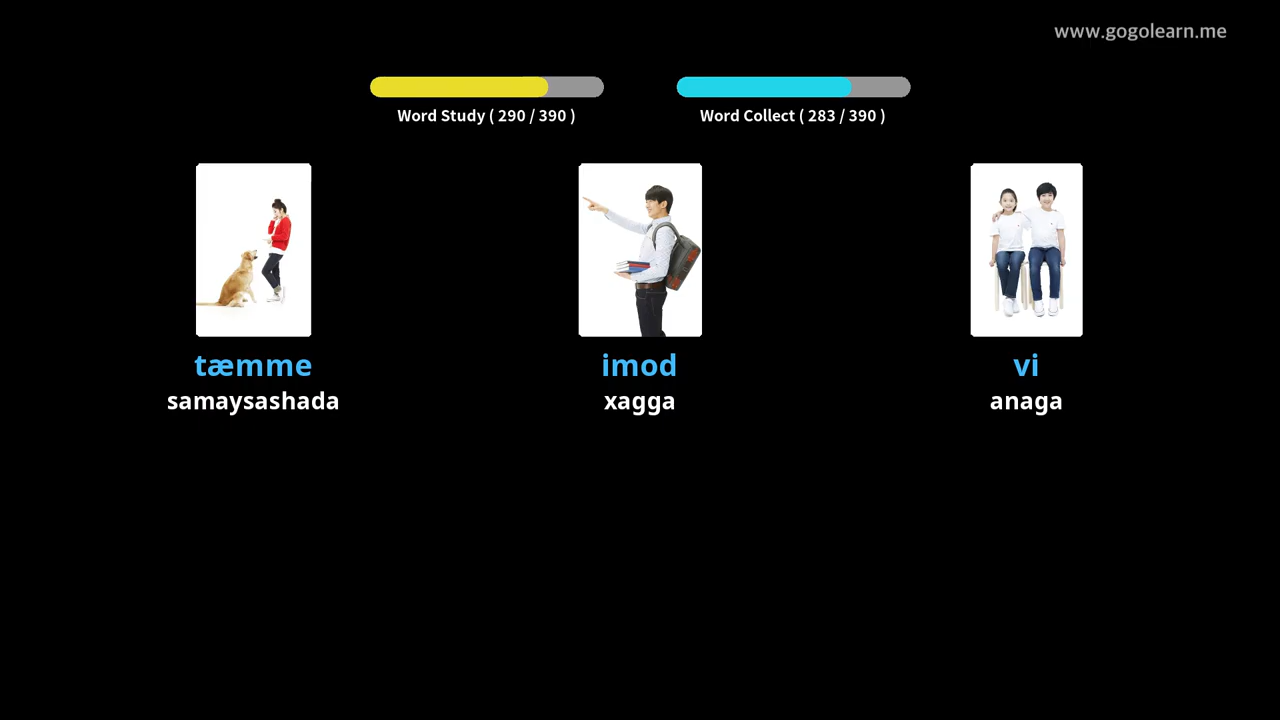 www.gogolearn.me
Word Study ( 290 / 390 )
Word Collect ( 283 / 390 )
tæmme
samaysashada
imod
xagga
vi
anaga